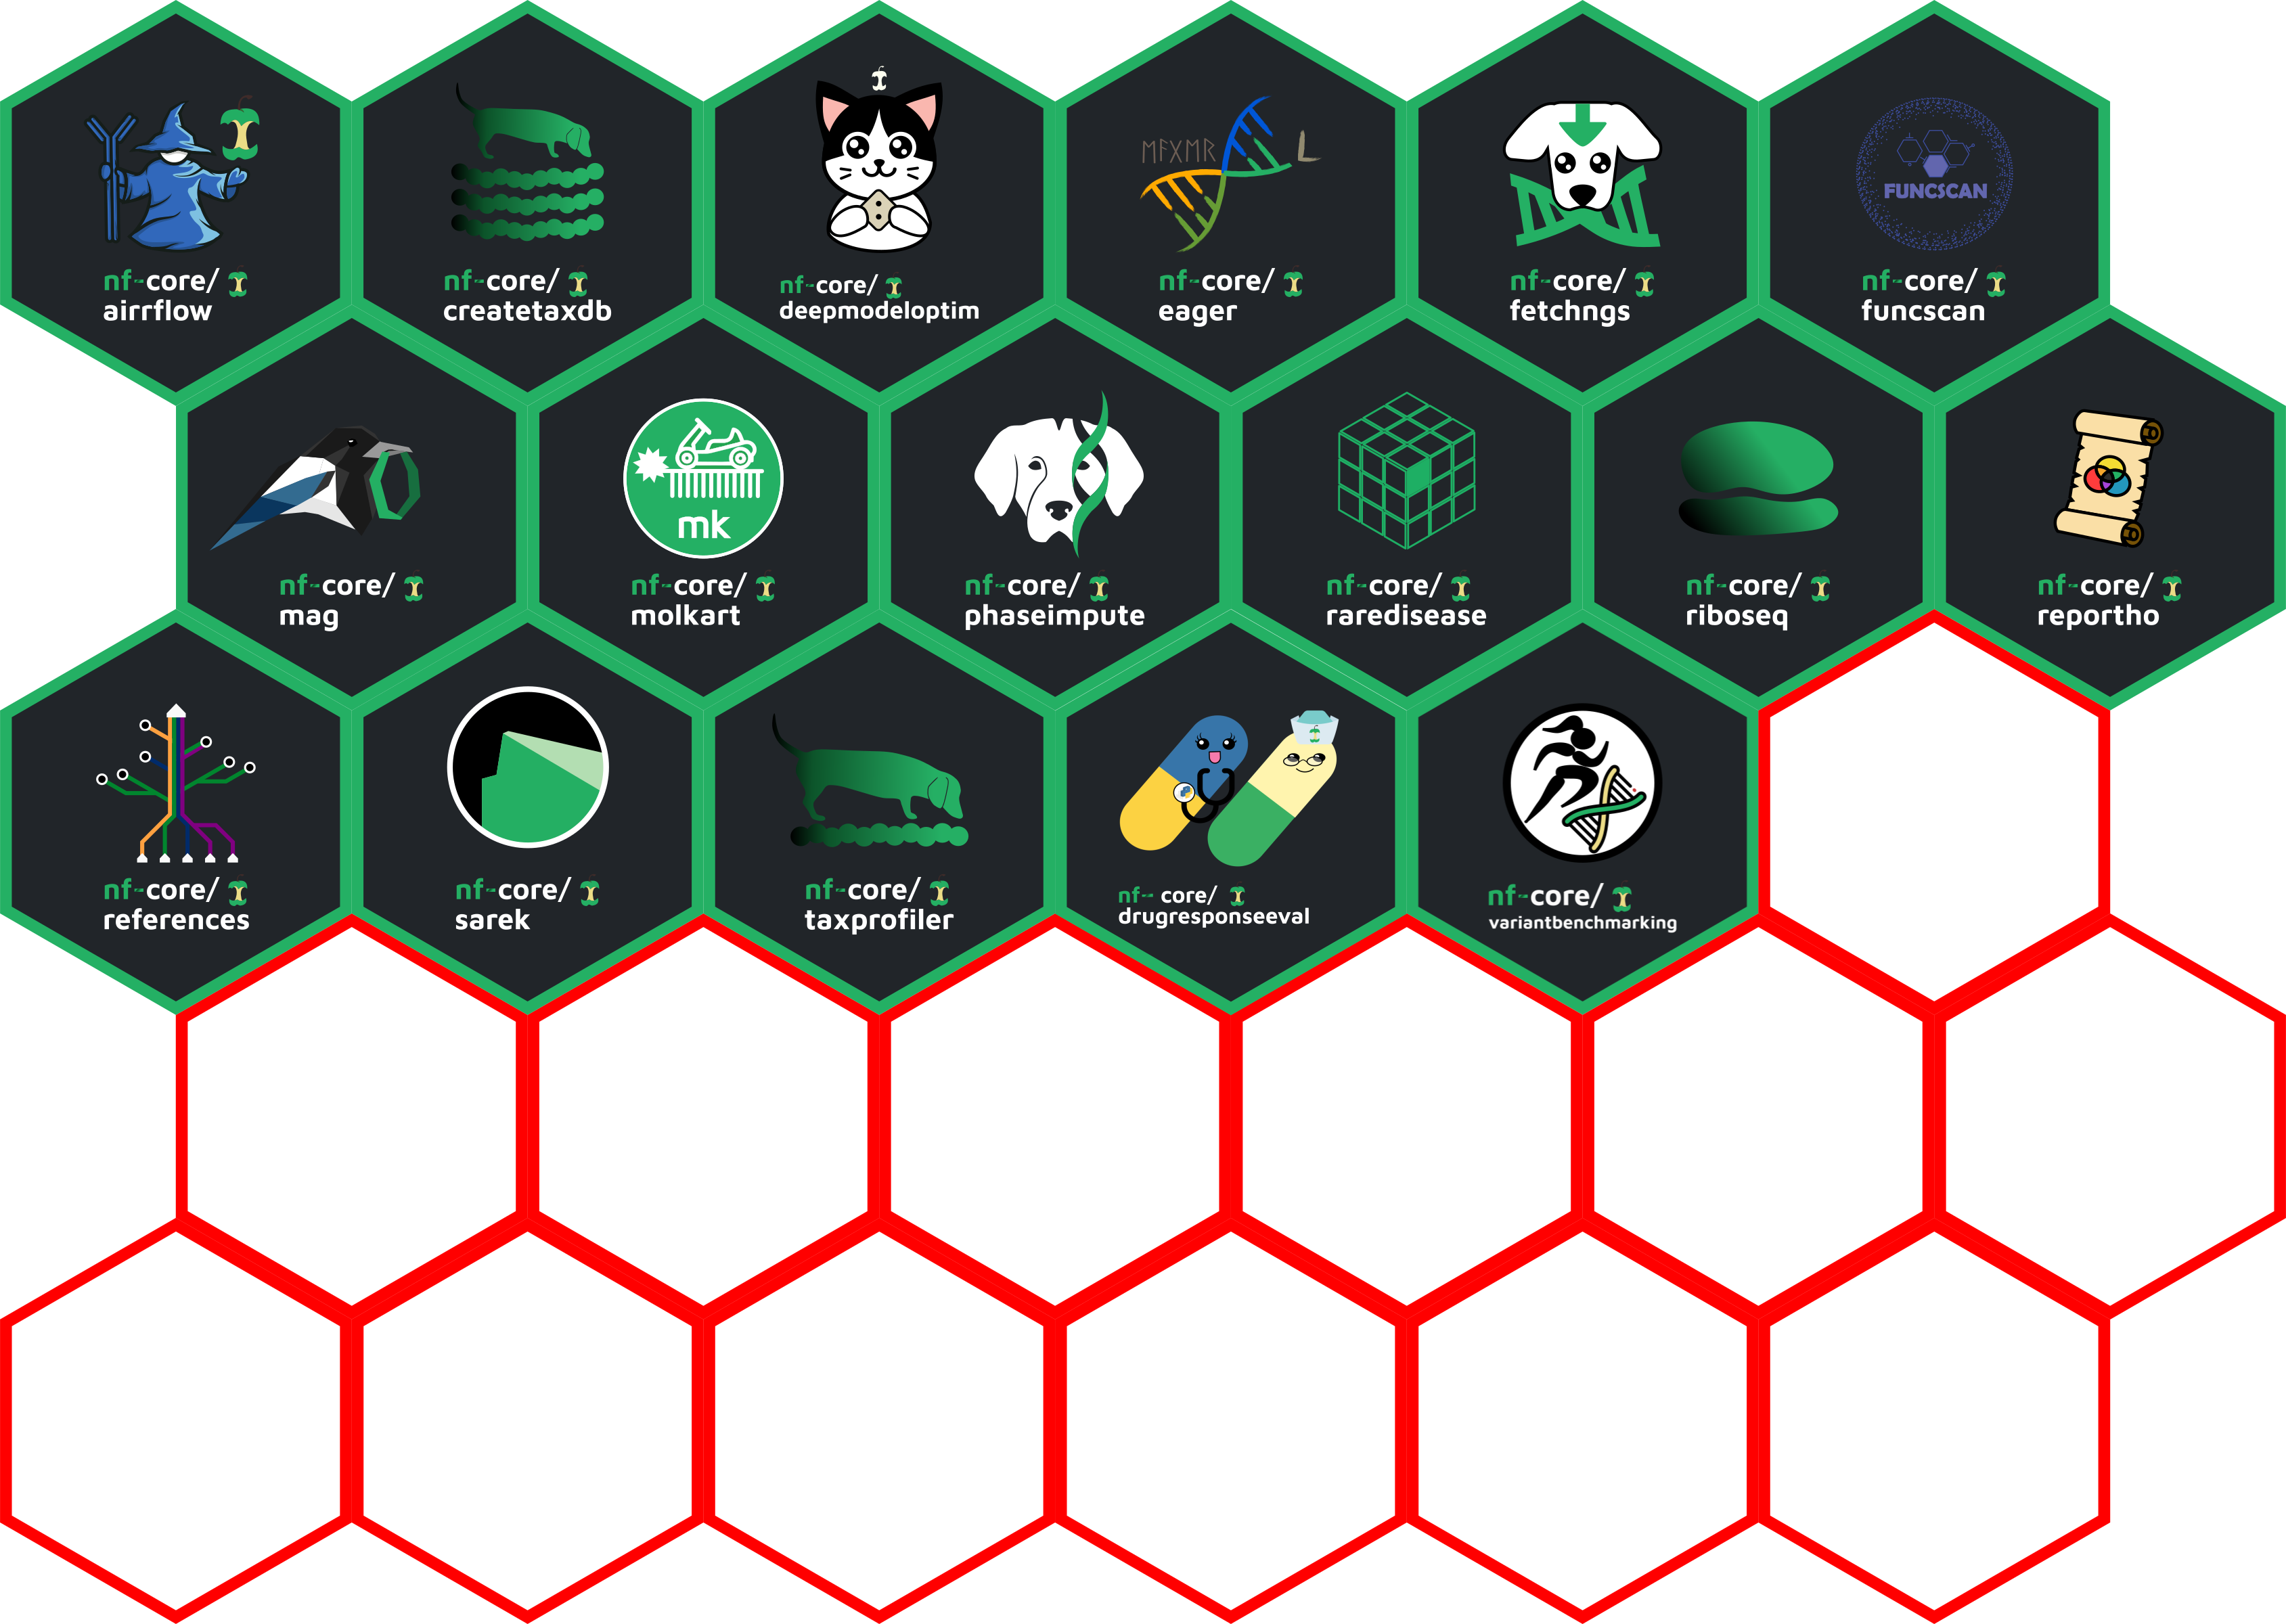 nf-core/
airrflow
nf-core/
createtaxdb
nf-core/
deepmodeloptim
ᛖᚨᚷᛖᚱ
nf-core/
eager
nf-core/
fetchngs
FUNCSCAN
nf-core/
funcscan
nf-core/
mag
mk
nf-core/
molkart
nf-core/
phaseimpute
nf-core/
raredisease
nf-core/
riboseq
nf-core/
reportho
nf-core/
references
nf-core/
sarek
nf-core/
taxprofiler
nf- core/
drugresponseeval
nf-core/
variantbenchmarking